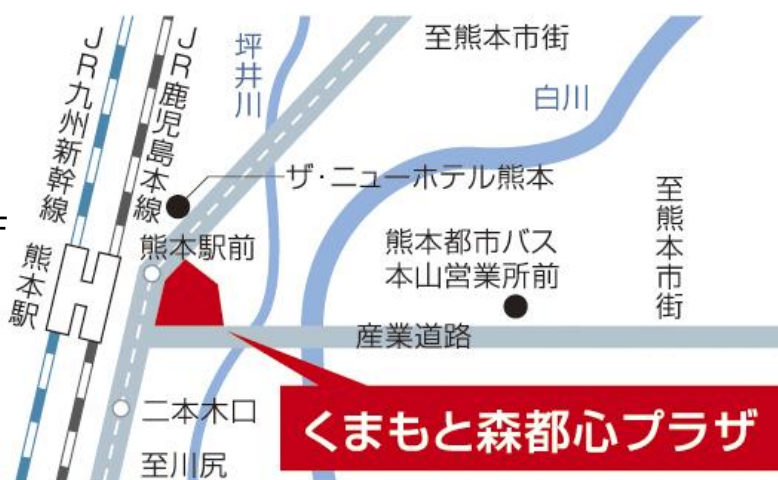 JR九州新幹線
JR鹿児島本線
坪井川
至熊本市街
白川
ザ・ニューホテル熊本
至熊本市街
熊本駅前
熊本都市バス
本山営業所前
熊本駅
産業道路
二本木口
くまもと森都心プラザ
至川尻